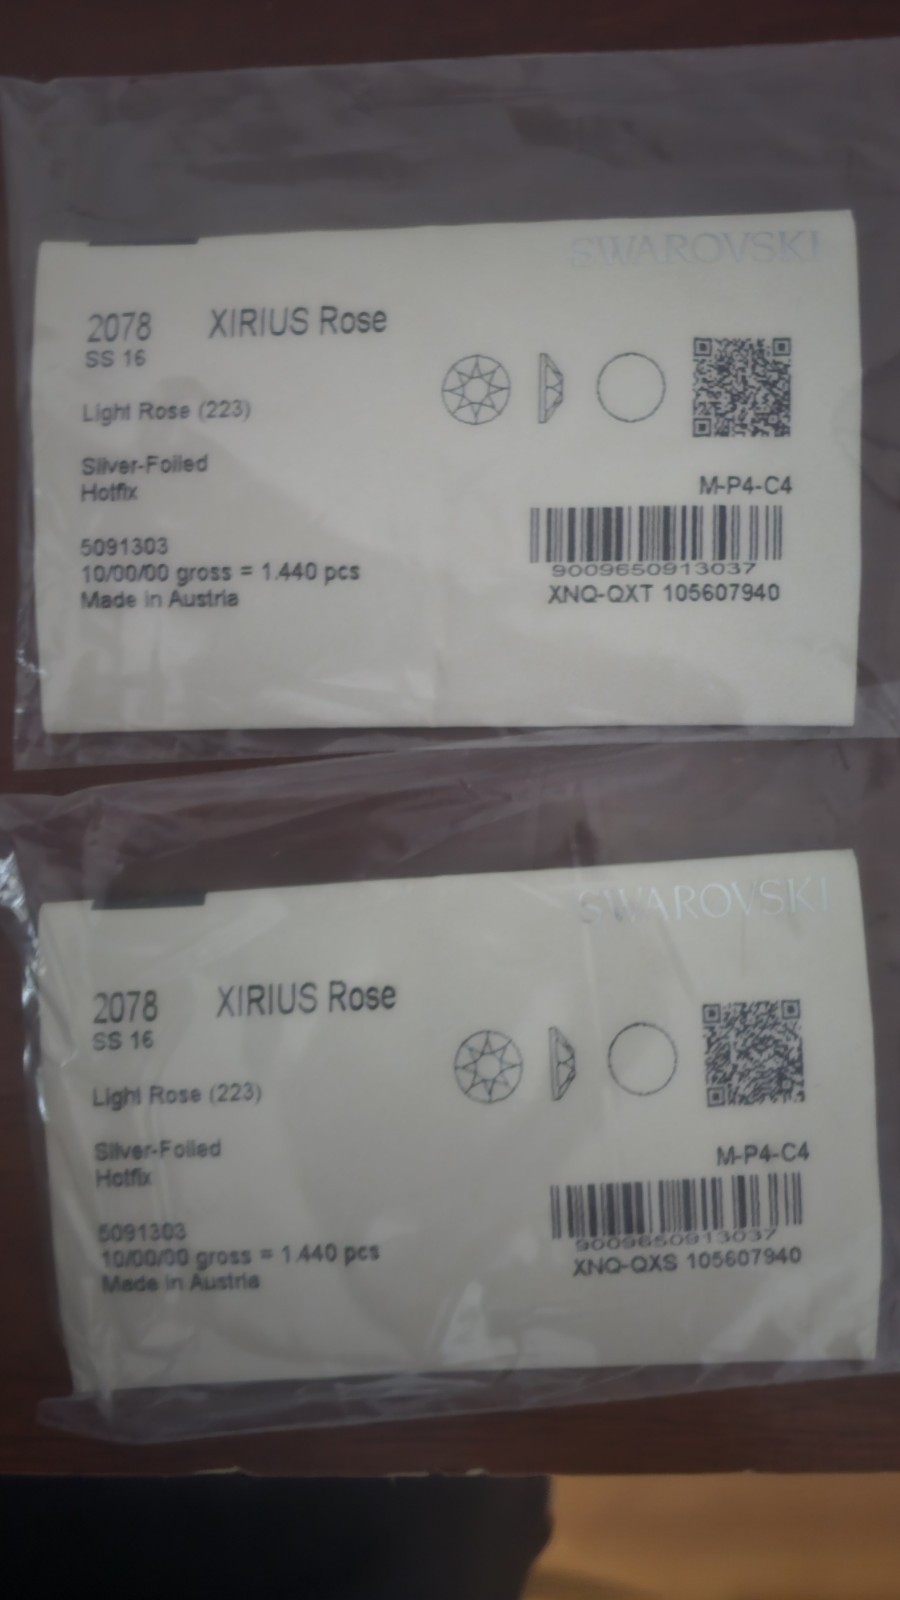 SWAROVSKI
2078 XIRIUS Rose
SS 16
Light Rose (223)
Silver-Foiled
Hotfix
M-P4-C4
5091303
10/00/00 gross = 1.440 pcs
Made in Austria
9009650913037
XNQ-QXT 105607940
SWAROVSKI
2078 XIRIUS Rose
SS 16
Light Rose (223)
Silver-Foiled
Hotfix
M-P4-C4
5091303
10/00/00 gross = 1.440 pcs
Made in Austria
9009650913037
XNQ-QXS 105607940